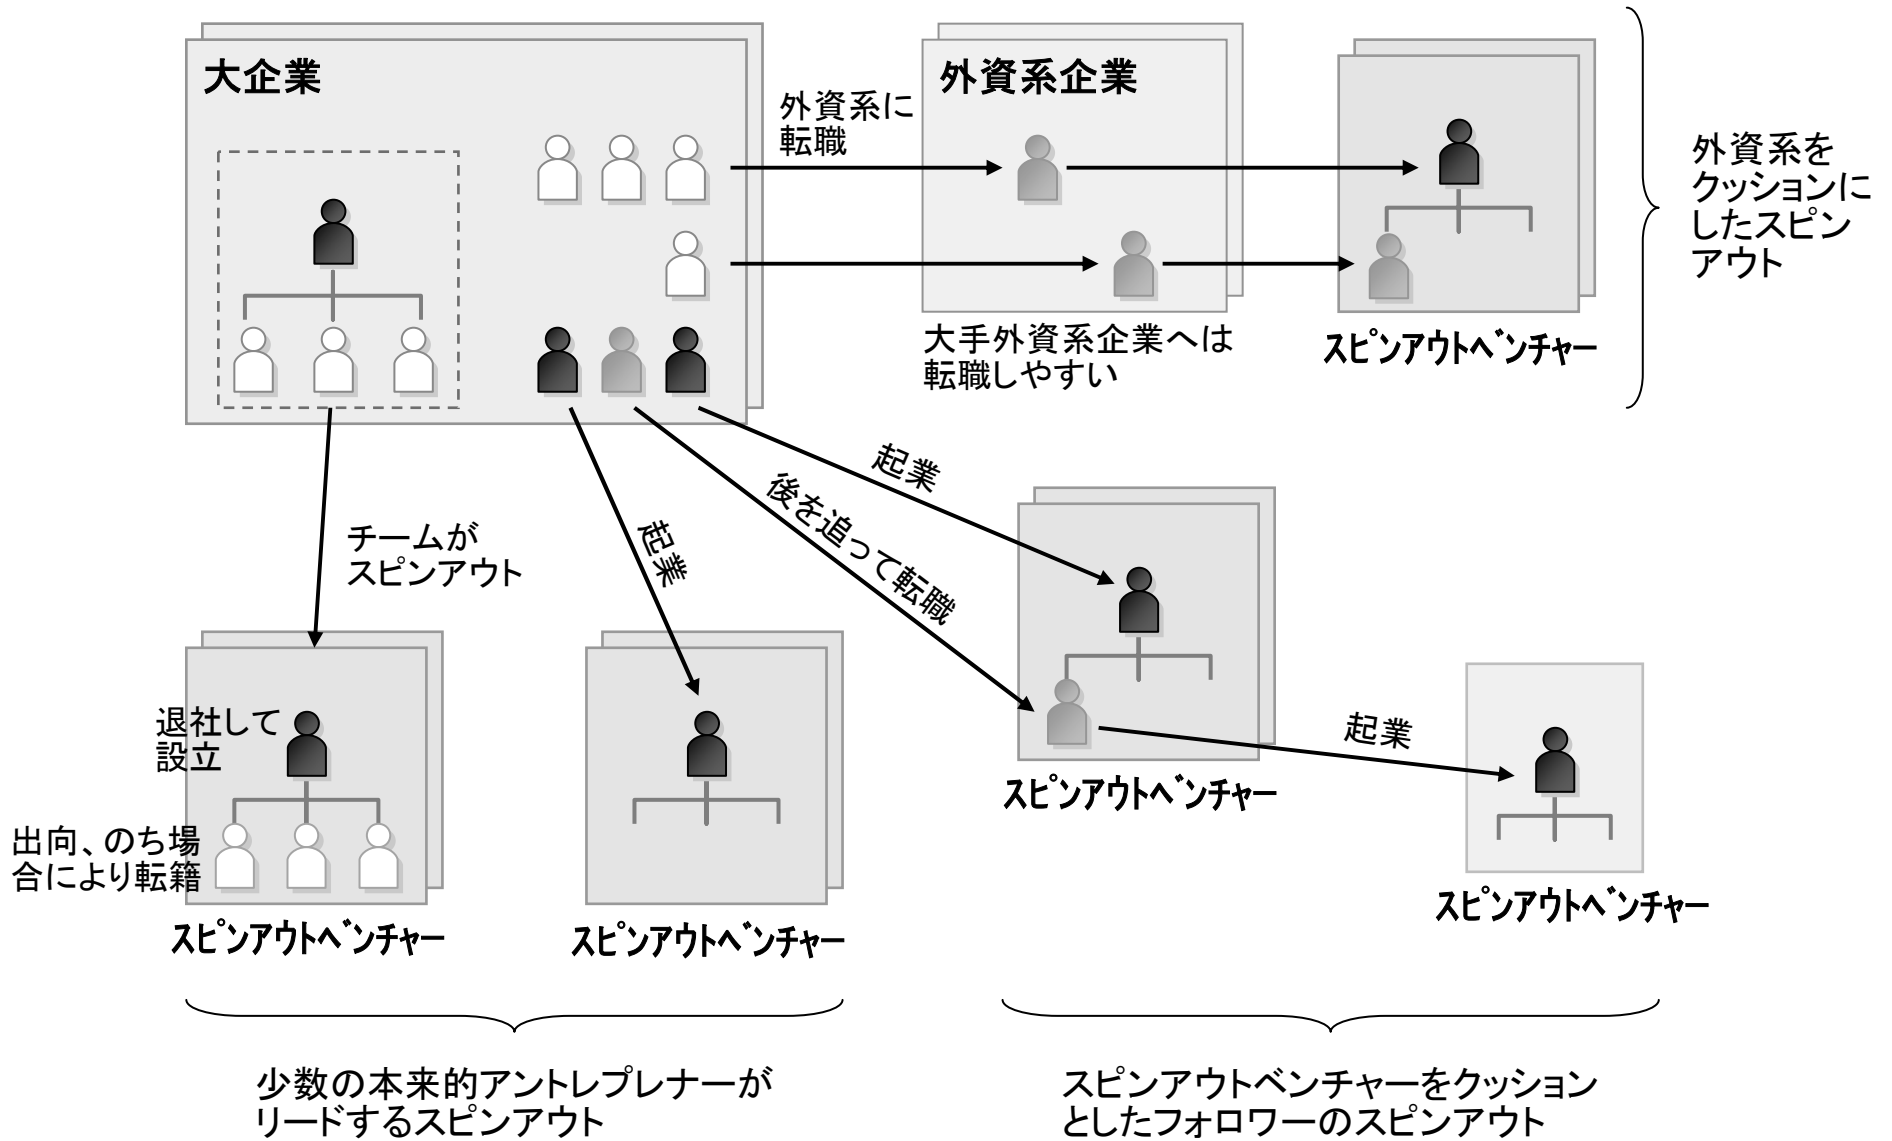 大企業
外資系に
転職
外資系企業
大手外資系企業へは
転職しやすい
スピンアウトベンチャー
外資系を
クッションに
したスピン
アウト
チームが
スピンアウト
起業
後を追って転職
起業
退社して
設立
出向、のち場
合により転籍
スピンアウトベンチャー
スピンアウトベンチャー
スピンアウトベンチャー
起業
スピンアウトベンチャー
少数の本来的アントレプレナーが
リードするスピンアウト
スピンアウトベンチャーをクッション
としたフォロワーのスピンアウト